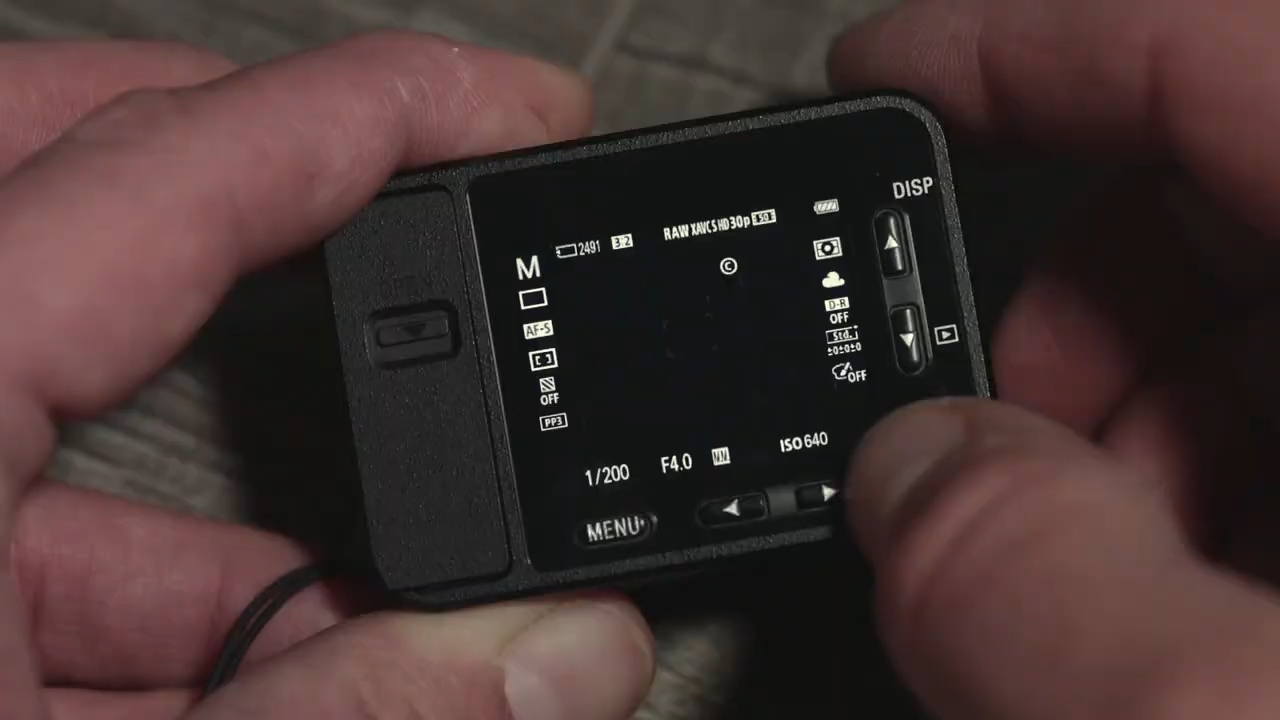 DISP
2491 3:2 RAW XAVC S HD 30p 50
M
©
AF-S
D-R
OFF
Std.
±0±0±0
OFF
OFF
PP3
1/200 F4.0 ISO 640
MENU